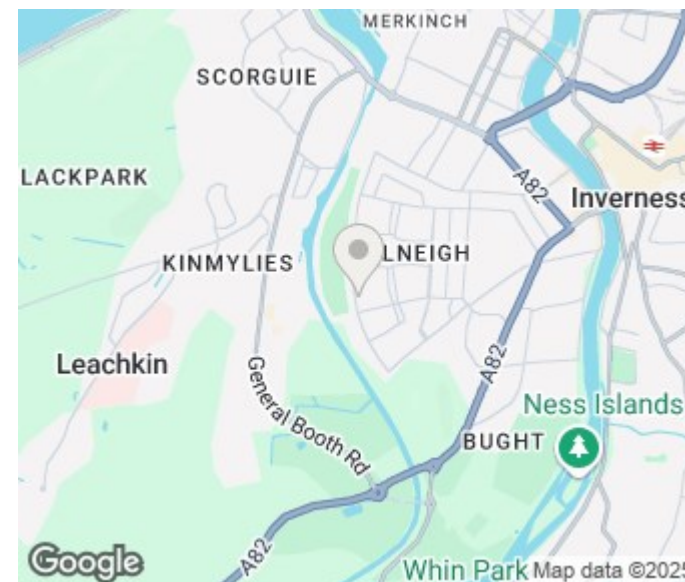 MERKINCH
SCORGUIE
LACKPARK
A82
Inverness
KINMYLIES
LNEIGH
Leachkin
General Booth Rd
A82
Ness Islands
BUGHT
A82
Google
Whin Park
Map data ©2025